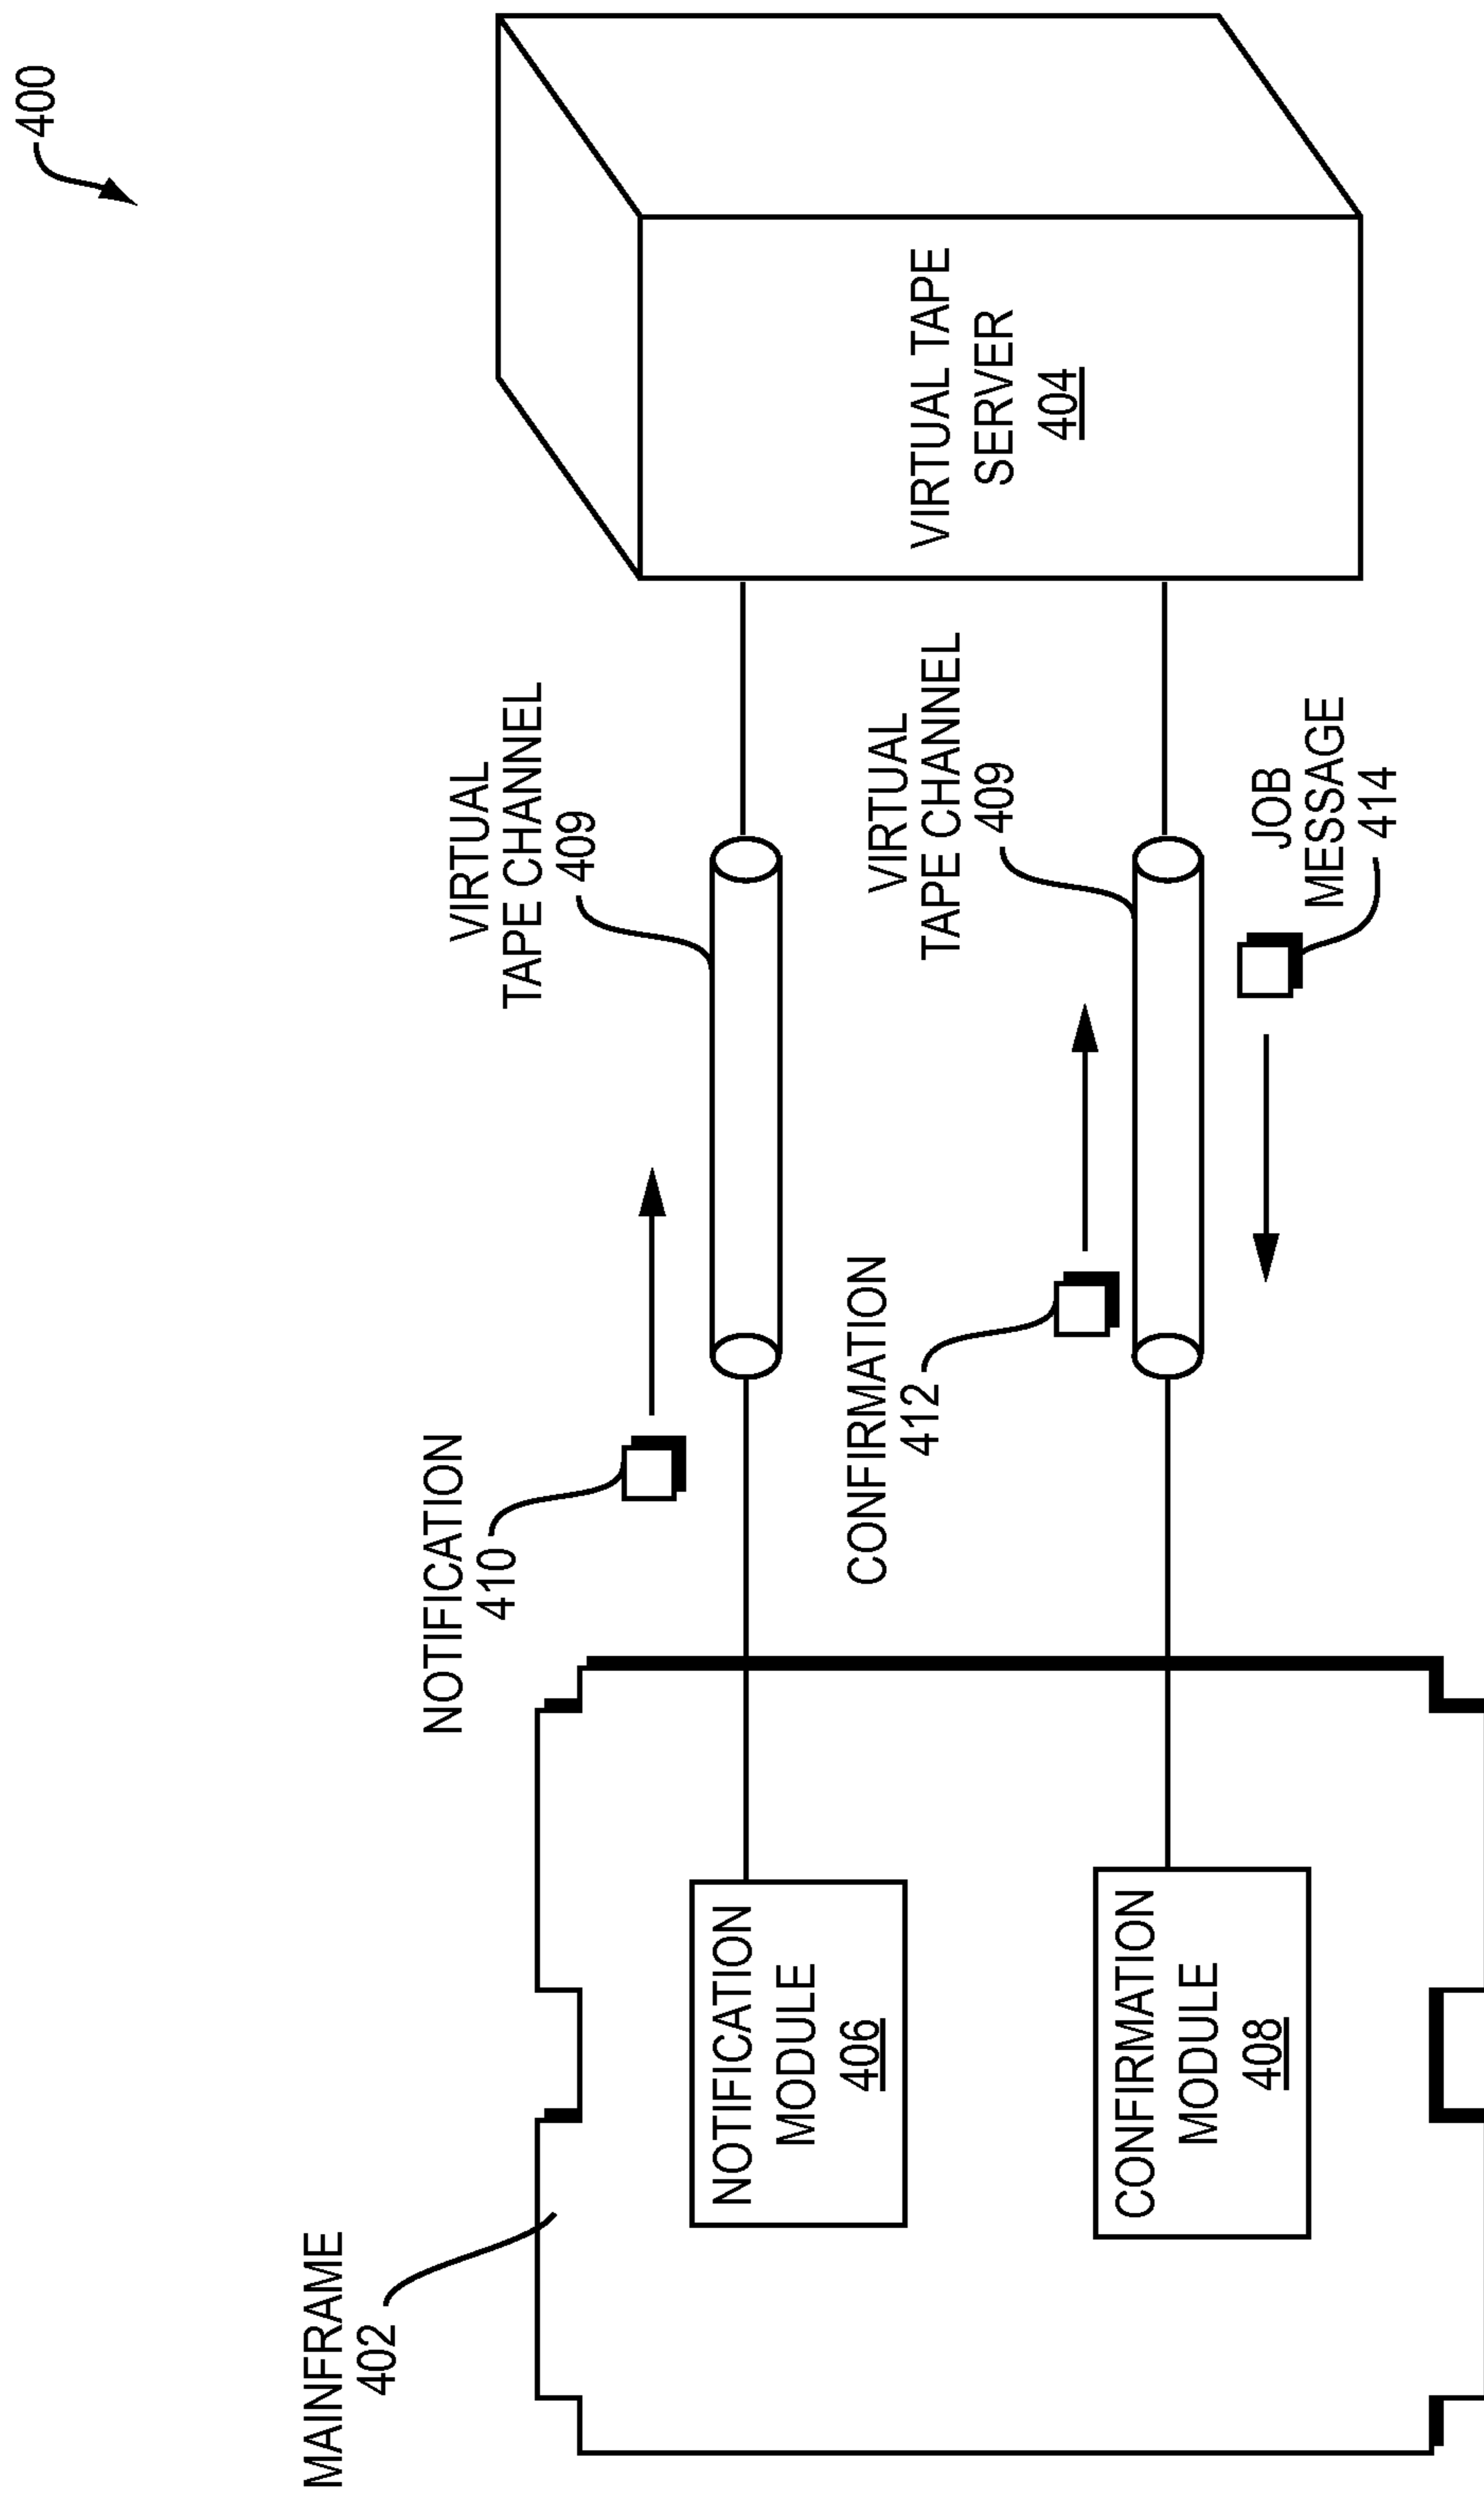 400
MAINFRAME
402
NOTIFICATION
410
VIRTUAL
TAPE CHANNEL
409
NOTIFICATION
MODULE
406
VIRTUAL TAPE
SERVER
404
CONFIRMATION
412
VIRTUAL
TAPE CHANNEL
409
CONFIRMATION
MODULE
408
JOB
MESSAGE
414